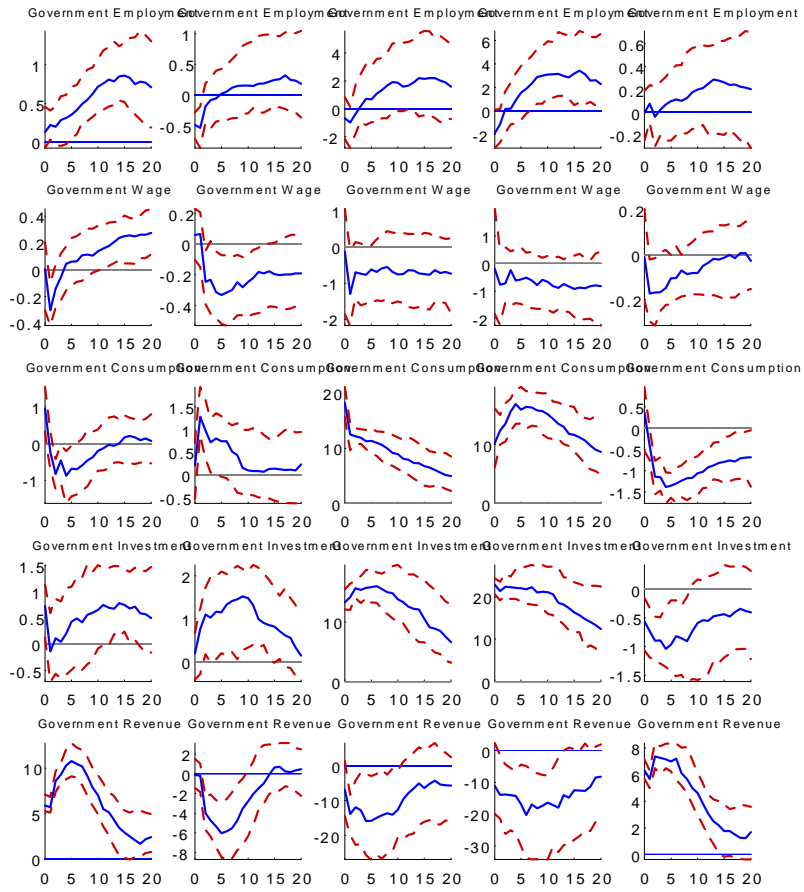 Government Employment
1
0.5
0
0 5 10 15 20
Government Employment
1
0.5
0
-0.5
0 5 10 15 20
Government Employment
6
4
2
0
-2
0 5 10 15 20
Government Employment
6
4
2
0
-2
0 5 10 15 20
Government Employment
0.6
0.4
0.2
0
-0.2
0 5 10 15 20
Government Wage
0.4
0.2
0
-0.2
-0.4
0 5 10 15 20
Government Wage
0.2
0
-0.2
-0.4
0 5 10 15 20
Government Wage
1
0
-1
-2
0 5 10 15 20
Government Wage
1
0
-1
-2
0 5 10 15 20
Government Wage
0.2
0
-0.2
0 5 10 15 20
Government Consumption
1
0
-1
0 5 10 15 20
Government Consumption
1.5
1
0.5
0
-0.5
0 5 10 15 20
Government Consumption
20
10
0
0 5 10 15 20
Government Consumption
10
0
0 5 10 15 20
Government Consumption
0.5
0
-0.5
-1
-1.5
0 5 10 15 20
Government Investment
1.5
1
0.5
0
-0.5
0 5 10 15 20
Government Investment
2
1
0
0 5 10 15 20
Government Investment
10
0
0 5 10 15 20
Government Investment
20
10
0
0 5 10 15 20
Government Investment
0
-0.5
-1
-1.5
0 5 10 15 20
Government Revenue
10
5
0
0 5 10 15 20
Government Revenue
2
0
-2
-4
-6
-8
0 5 10 15 20
Government Revenue
0
-10
-20
0 5 10 15 20
Government Revenue
0
-10
-20
-30
0 5 10 15 20
Government Revenue
8
6
4
2
0
0 5 10 15 20